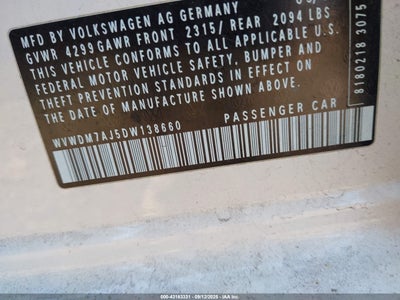 MFD BY VOLKSWAGEN AG GERMANY
GVWR 4299 GAWR FRONT 2315/ REAR 2094 LBS
THIS VEHICLE CONFORMS TO ALL APPLICABLE U.S.
FEDERAL MOTOR VEHICLE SAFETY, BUMPER AND
THEFT PREVENTION STANDARDS IN EFFECT ON
THE DATE OF MANUFACTURE SHOWN ABOVE.
WVWDM7AJ5DW138660 PASSENGER CAR
8180218 3075